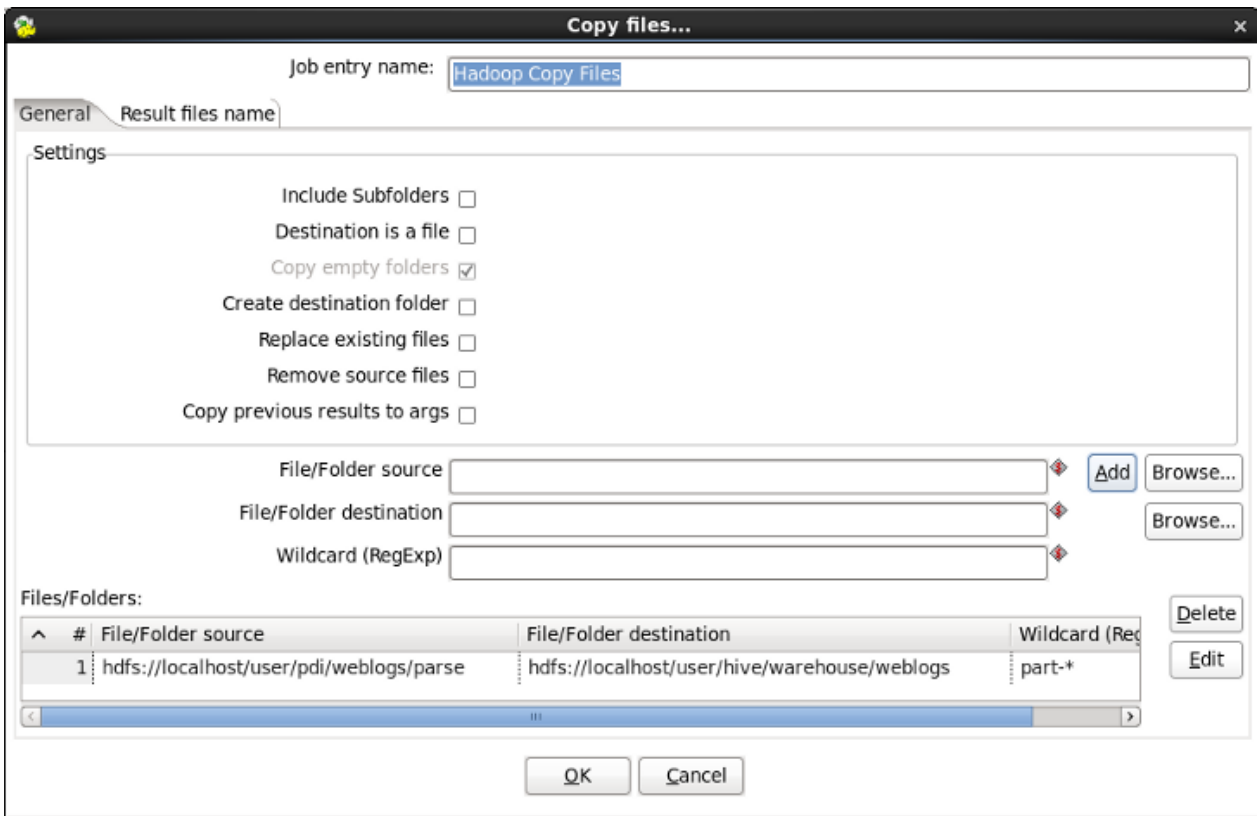 Copy files...
Job entry name: Hadoop Copy Files
General Result files name
Settings
Include Subfolders
Destination is a file
Copy empty folders
Create destination folder
Replace existing files
Remove source files
Copy previous results to args
File/Folder source Add Browse...
File/Folder destination Browse...
Wildcard (RegExp)
Files/Folders:
Delete
# File/Folder source File/Folder destination Wildcard (Reg
Edit
1 hdfs://localhost/user/pdi/weblogs/parse hdfs://localhost/user/hive/warehouse/weblogs part-*
OK Cancel